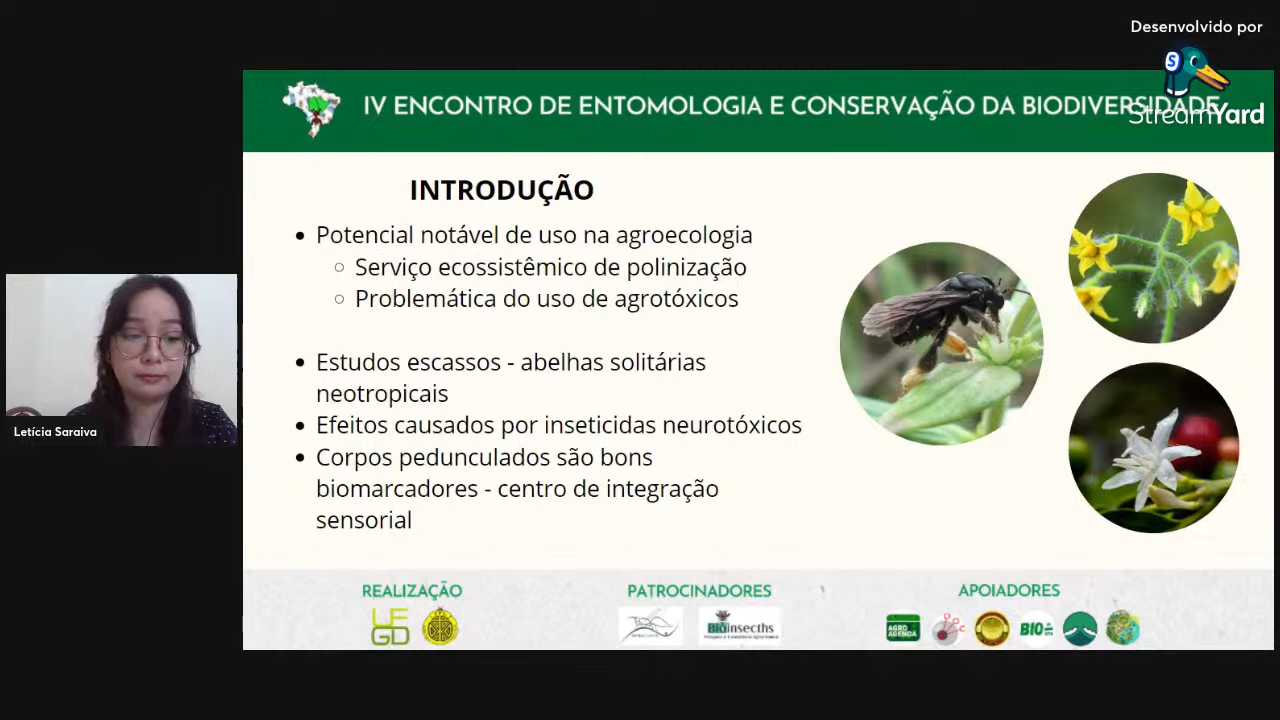 Desenvolvido por
StreamYard
IV ENCONTRO DE ENTOMOLOGIA E CONSERVAÇÃO DA BIODIVERSIDADE
INTRODUÇÃO
• Potencial notável de uso na agroecologia
○ Serviço ecossistêmico de polinização
○ Problemática do uso de agrotóxicos
• Estudos escassos - abelhas solitárias
neotropicais
• Efeitos causados por inseticidas neurotóxicos
• Corpos pedunculados são bons
biomarcadores - centro de integração
sensorial
Letícia Saraiva
REALIZAÇÃO
PATROCINADORES
APOIADORES
LE
GD
Bioinsecths
AGRO
AGENDA
BIO